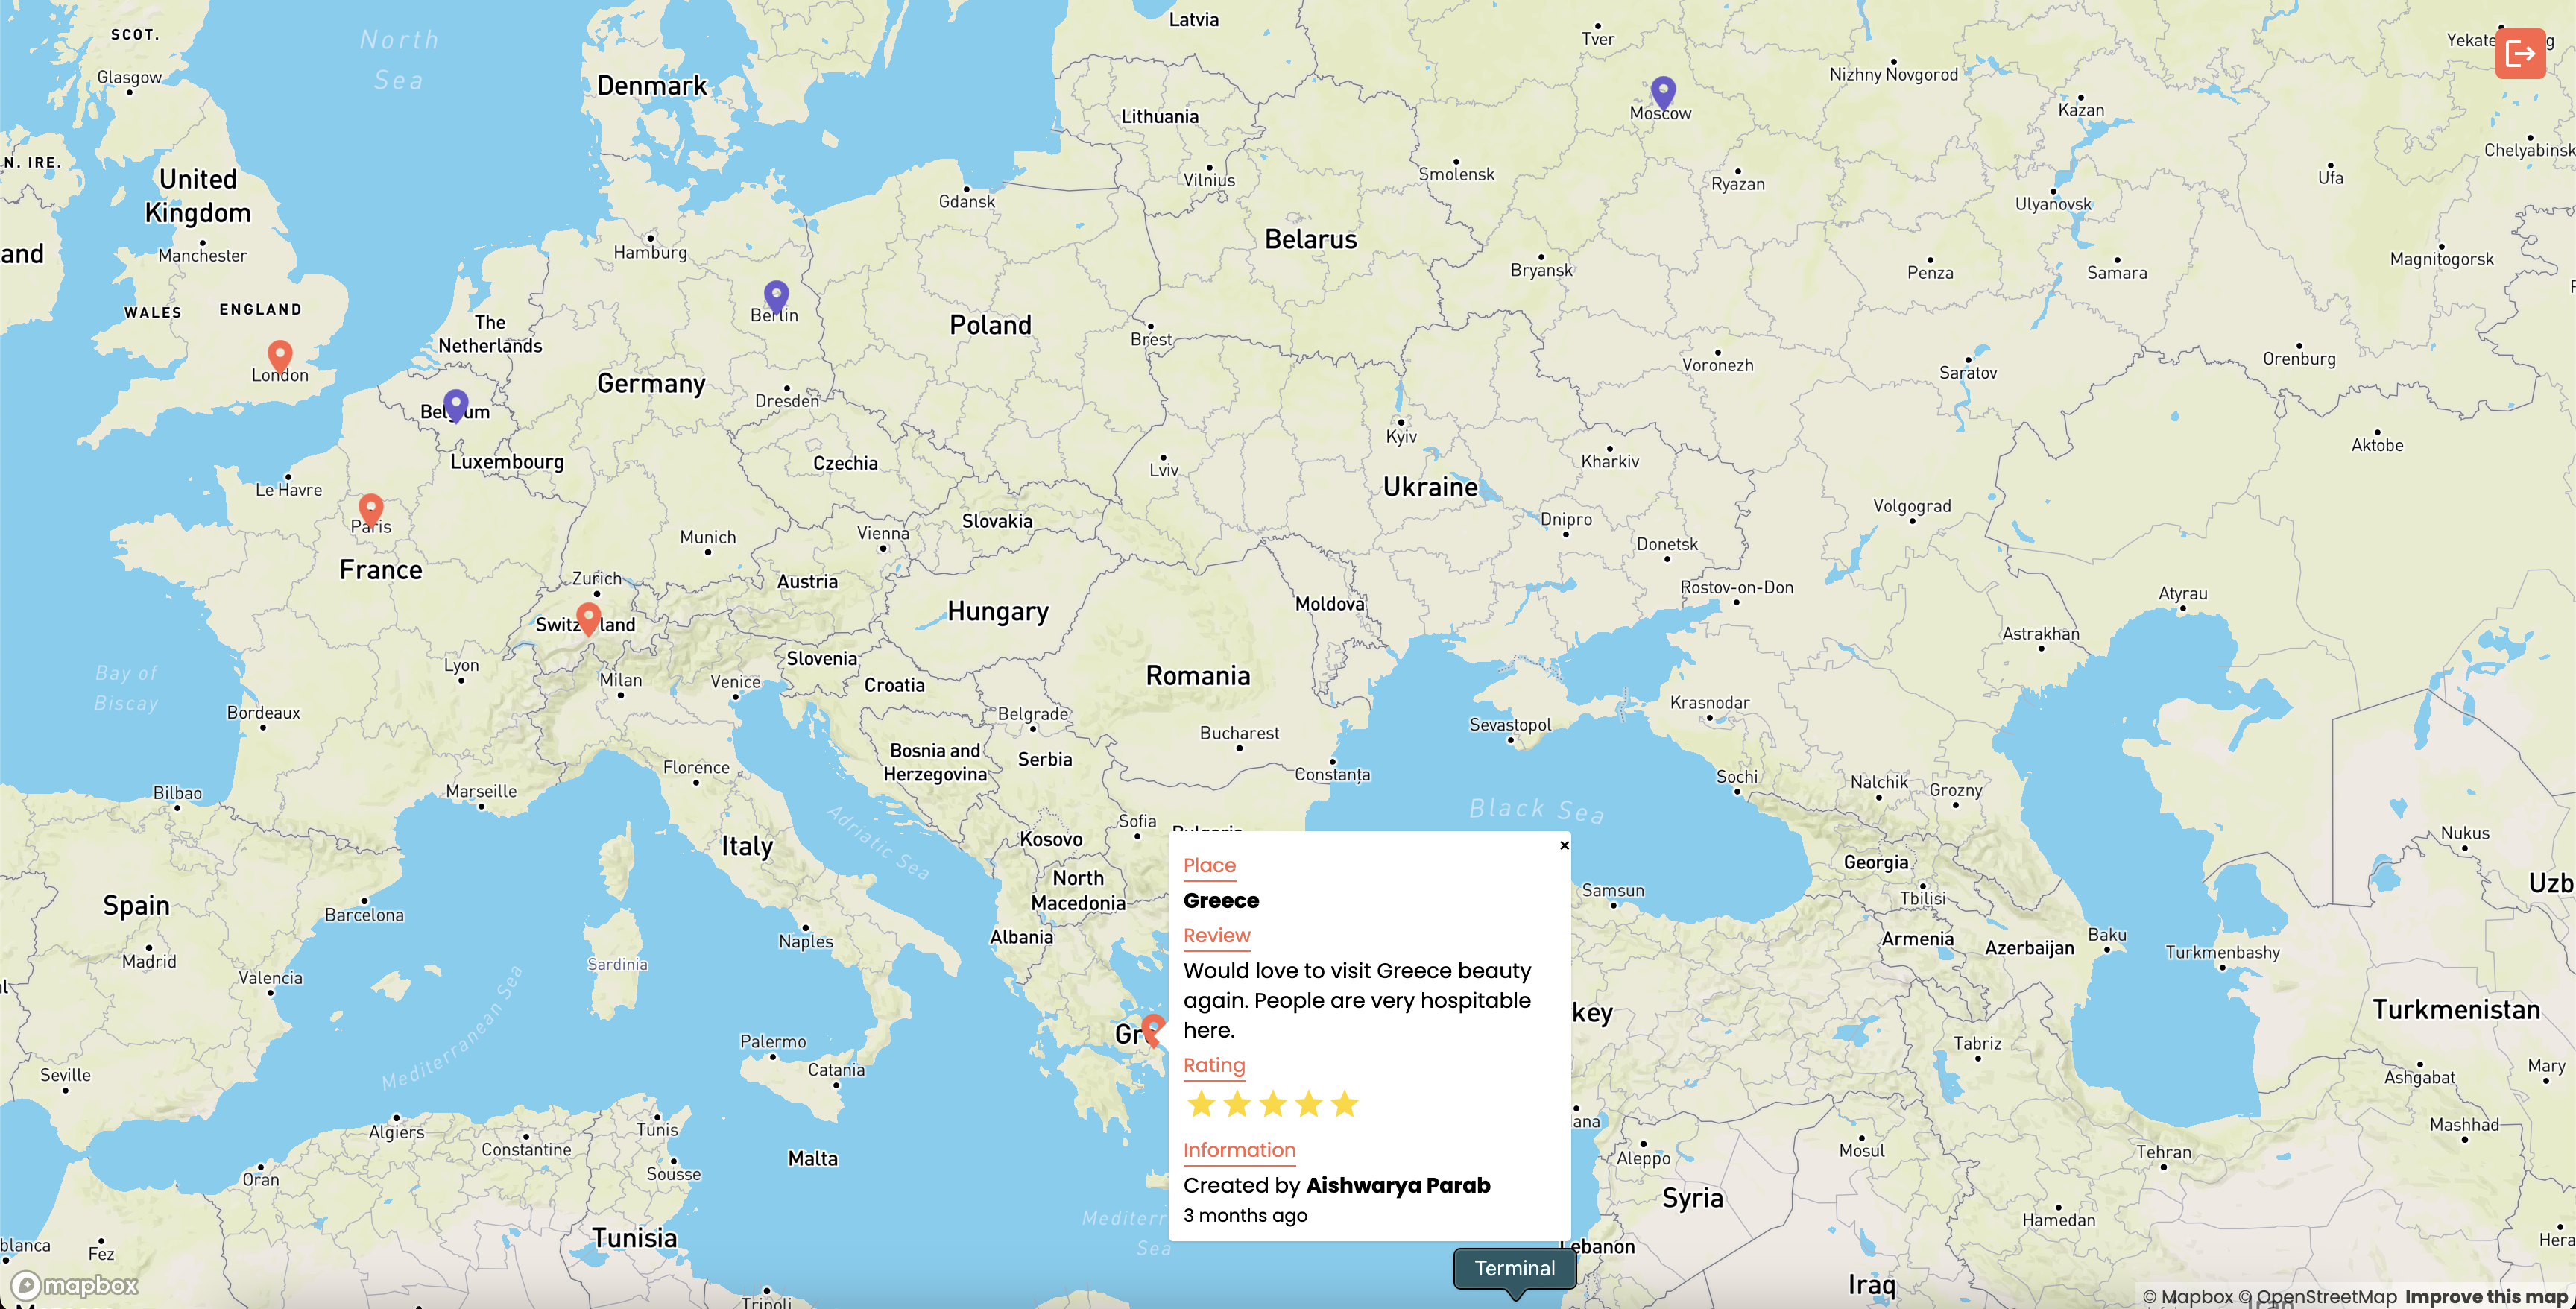 Latvia
SCOT.
North
Sea
Tver
Yekate
g
Glasgow
Denmark
Nizhny Novgorod
Kazan
Lithuania
Moscow
Chelyabinsk
N. IRE.
United
Kingdom
Vilnius
Smolensk
Ryazan
Ufa
Gdansk
Ulyanovsk
and
Manchester
Hamburg
Belarus
Bryansk
Penza
Samara
Magnitogorsk
WALES
ENGLAND
The
Netherlands
Berlin
Poland
Brest
Voronezh
Saratov
Orenburg
London
Germany
Dresden
Belgium
Luxembourg
Czechia
Lviv
Kyiv
Kharkiv
Aktobe
Le Havre
Ukraine
Volgograd
Paris
Munich
Vienna
Slovakia
Dnipro
Donetsk
France
Zurich
Austria
Rostov-on-Don
Atyrau
Switzerland
Hungary
Moldova
Astrakhan
Bay of
Biscay
Lyon
Milan
Venice
Slovenia
Croatia
Romania
Bordeaux
Belgrade
Krasnodar
Sevastopol
Bosnia and
Herzegovina
Serbia
Bucharest
Florence
Constanța
Sochi
Nalchik
Grozny
Bilbao
Marseille
Adriatic Sea
Black Sea
Sofia
Bulgaria
Nukus
Italy
Kosovo
Georgia
Tbilisi
North
Macedonia
Spain
Barcelona
Samsun
Uzb
Naples
Albania
Armenia
Azerbaijan
Baku
Turkmenbashy
Madrid
Sardinia
Valencia
al
Mediterranean Sea
Gre
key
Turkmenistan
×
Place
Greece
Review
Would love to visit Greece beauty
again. People are very hospitable
here.
Rating
Information
Created by Aishwarya Parab
3 months ago
Palermo
Catania
Tabriz
Seville
Ashgabat
Mary
Algiers
Constantine
Tunis
ana
Mashhad
Sousse
Malta
Aleppo
Mosul
Tehran
Oran
Syria
Mediterr
Sea
Hamedan
Tunisia
Lebanon
Hera
blanca
Fez
Terminal
Iraq
mapbox
Tripoli
Iran
© Mapbox © OpenStreetMap Improve this map